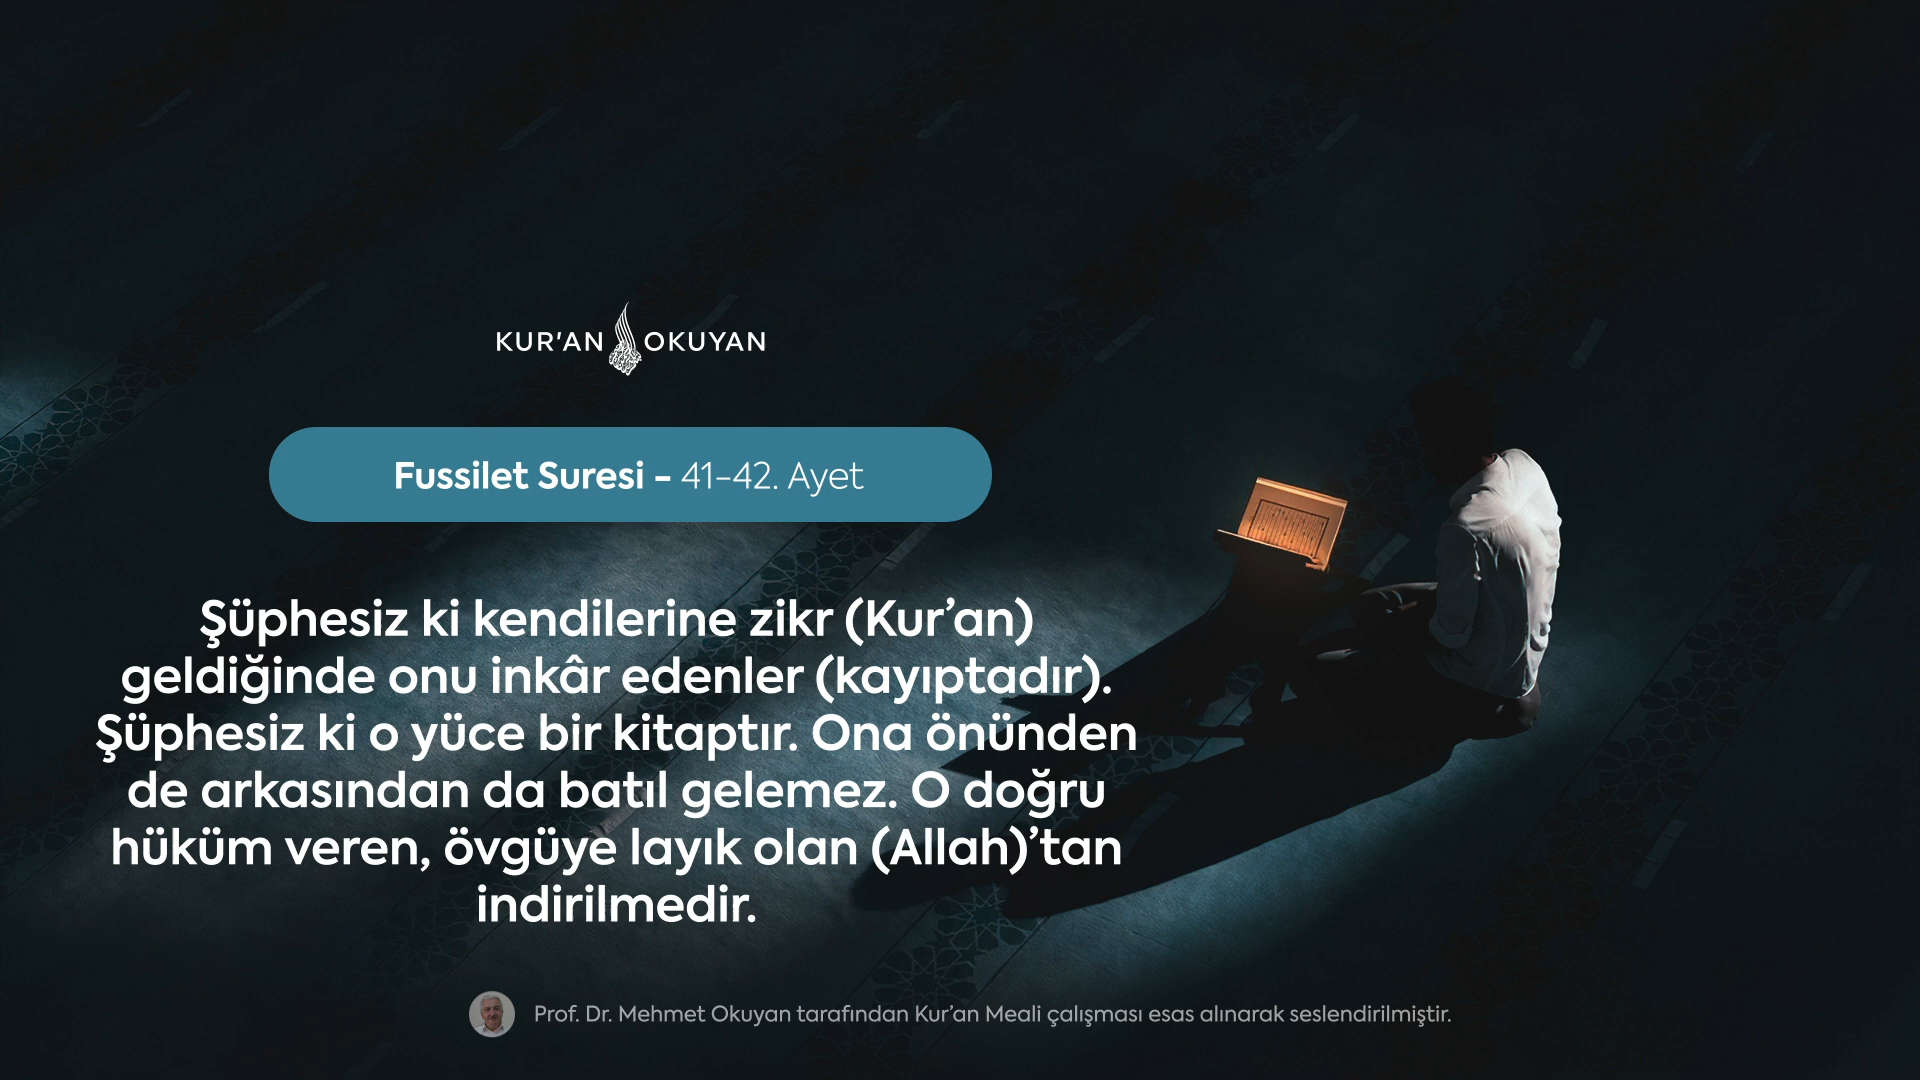 KUR'AN OKUYAN
Fussilet Suresi - 41-42. Ayet
Şüphesiz ki kendilerine zikr (Kur’an)
geldiğinde onu inkâr edenler (kayıptadır).
Şüphesiz ki o yüce bir kitaptır. Ona önünden
de arkasından da batıl gelemez. O doğru
hüküm veren, övgüye layık olan (Allah)’tan
indirilmedir.
Prof. Dr. Mehmet Okuyan tarafından Kur’an Meali çalışması esas alınarak seslendirilmiştir.